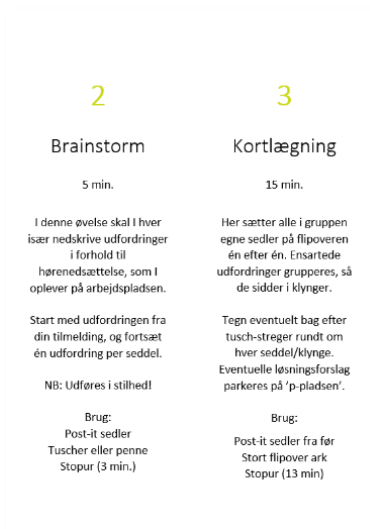 2
Brainstorm
5 min.
I denne øvelse skal I hver
især nedskrive udfordringer
i forhold til
hørenedsættelse, som I
oplever på arbejdspladsen.
Start med udfordringen fra
din tilmelding, og fortsæt
én udfordring per seddel.
NB: Udføres i stilhed!
Brug:
Post-it sedler
Tuscher eller penne
Stopur (3 min.)
3
Kortlægning
15 min.
Her sætter alle i gruppen
egne sedler på flipoveren
én efter én. Ensartede
udfordringer grupperes, så
de sidder i klynger.
Tegn eventuelt bag efter
tusch-streger rundt om
hver seddel/klynge.
Eventuelle løsningsforslag
parkeres på ‘p-pladsen’.
Brug:
Post-it sedler fra før
Stort flipover ark
Stopur (13 min)